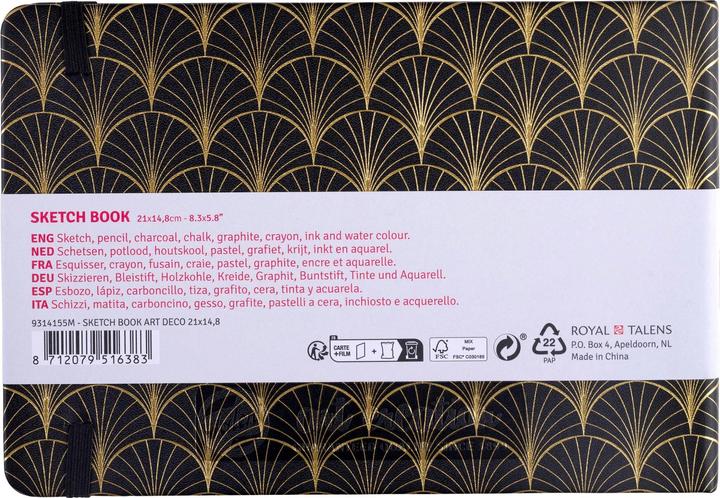 SKETCH BOOK 21x14,8cm - 8.3x5.8"
ENG Sketch, pencil, charcoal, chalk, graphite, crayon, ink and water colour.
NED Schetsen, potlood, houtskool, pastel, grafiet, krijt, inkt en aquarel.
FRA Esquisser, crayon, fusain, craie, pastel, graphite, encre et aquarelle.
DEU Skizzieren, Bleistift, Holzkohle, Kreide, Graphit, Buntstift, Tinte und Aquarell.
ESP Esbozo, lápiz, carboncillo, tiza, grafito, cera, tinta y acuarela.
ITA Schizzi, matita, carboncino, gesso, grafite, pastelli a cera, inchiosto e acquerello.
9314155M - SKETCH BOOK ART DECO 21x14,8
8 712079 516383
FR
CARTE
+FILM
+
FSC
MIX
Paper
FSC® C030189
22
PAP
ROYAL TALENS
P.O. Box 4, Apeldoorn, NL
Made in China